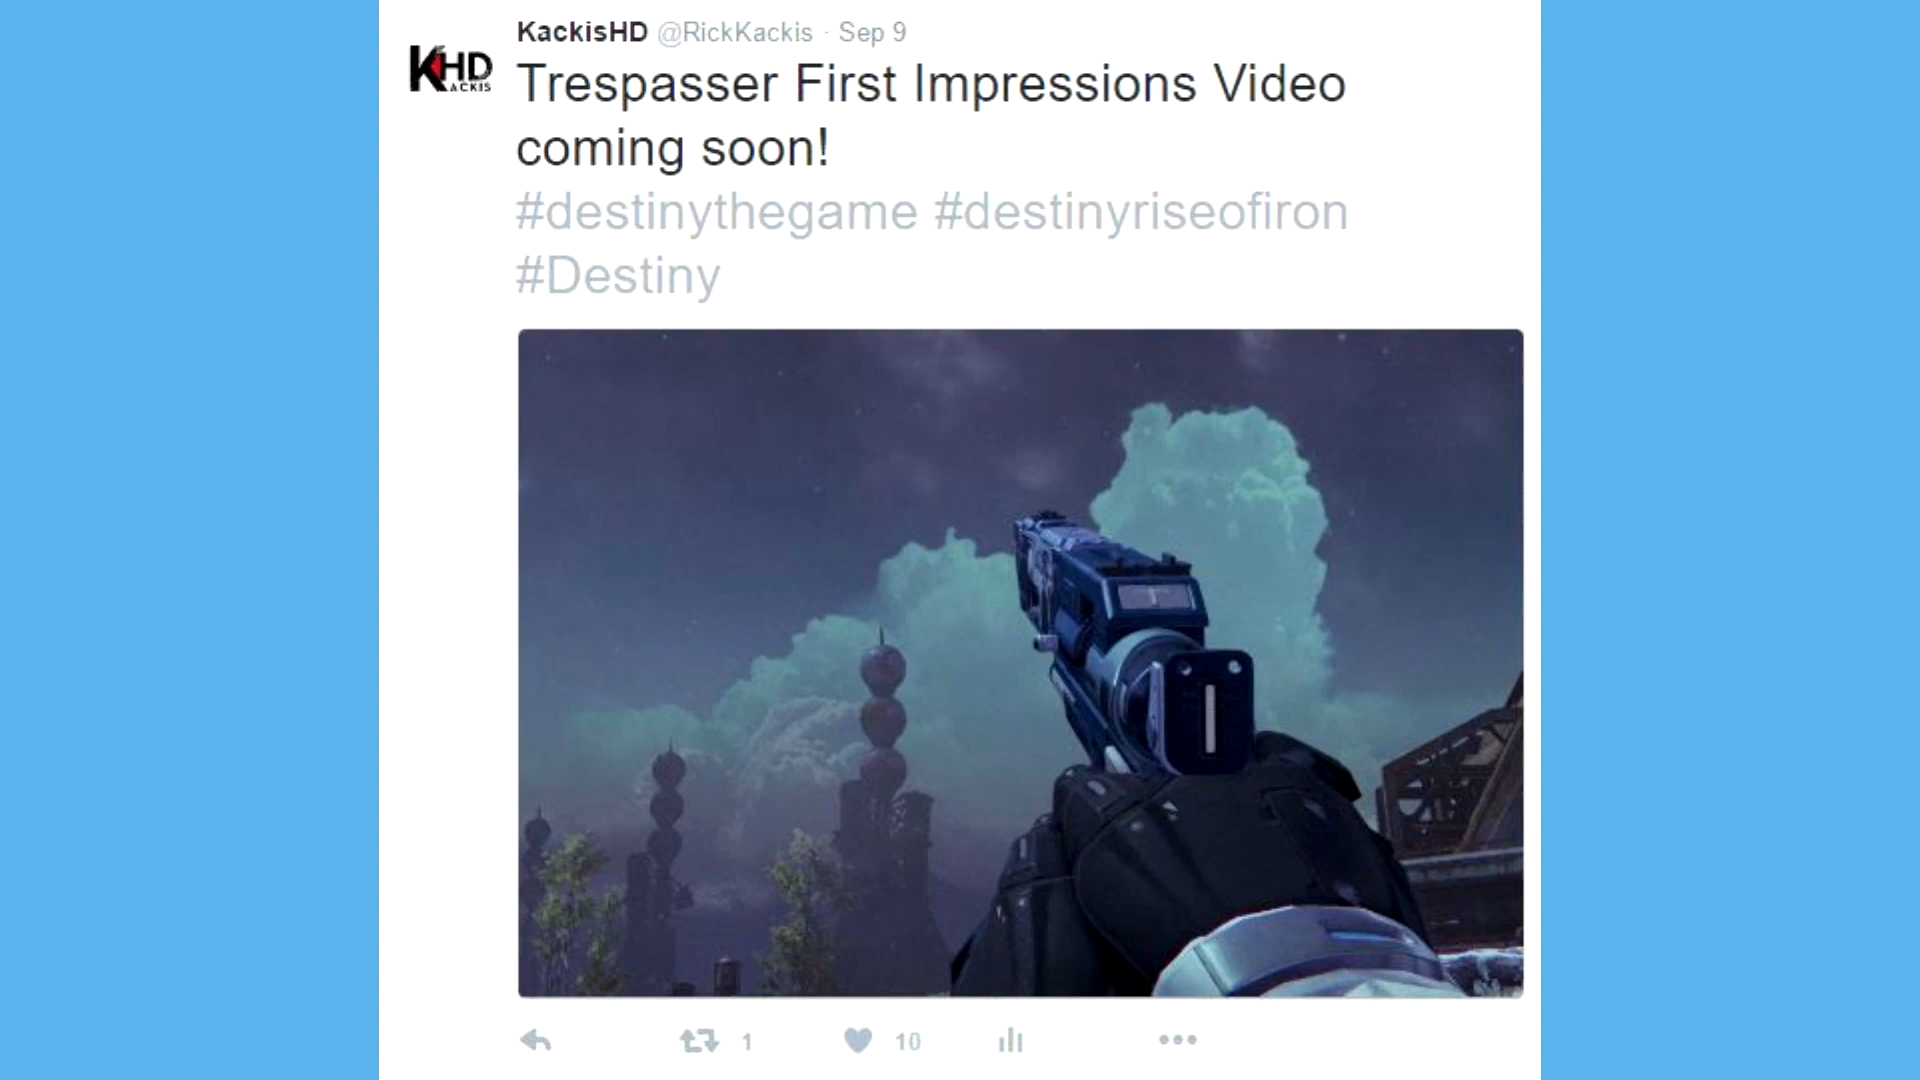 KackisHD @RickKackis · Sep 9
KHD
ACKIS
Trespasser First Impressions Video
coming soon!
#destinythegame #destinyriseofiron
#Destiny
1
10